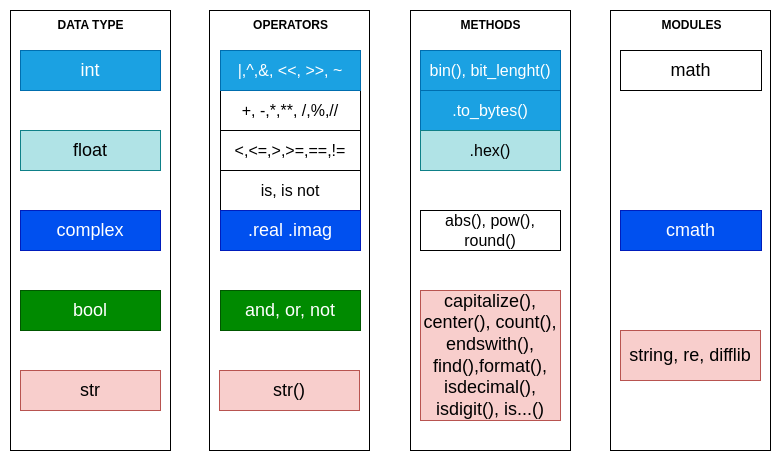 DATA TYPE
int
float
complex
bool
str
OPERATORS
|,^,&, <<, >>, ~
+, -,*,**, /,%,//
<,<=,>,>=,==,!=
is, is not
.real .imag
and, or, not
str()
METHODS
bin(), bit_lenght()
.to_bytes()
.hex()
abs(), pow(),
round()
capitalize(),
center(), count(),
endswith(),
find(),format(),
isdecimal(),
isdigit(), is...()
MODULES
math
cmath
string, re, difflib